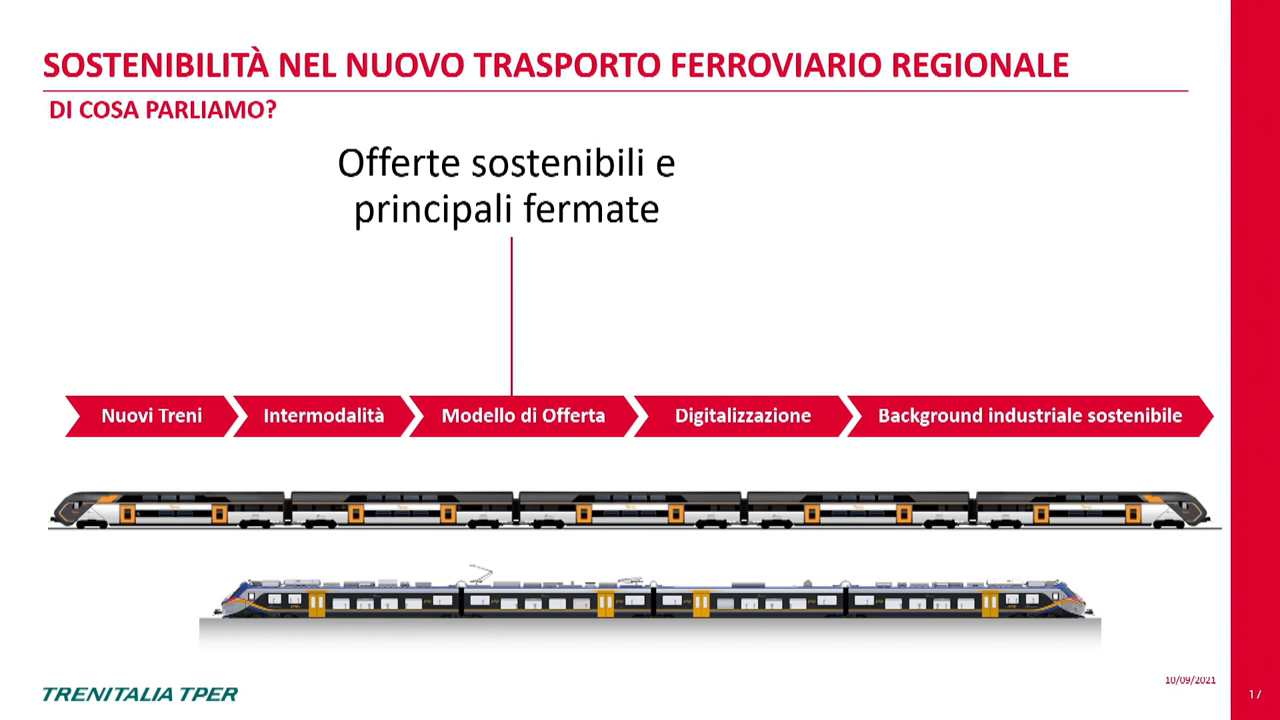 SOSTENIBILITÀ NEL NUOVO TRASPORTO FERROVIARIO REGIONALE
DI COSA PARLIAMO?
Offerte sostenibili e
principali fermate
Nuovi Treni
Intermodalità
Modello di Offerta
Digitalizzazione
Background industriale sostenibile
10/09/2021
TRENITALIA TPER
17